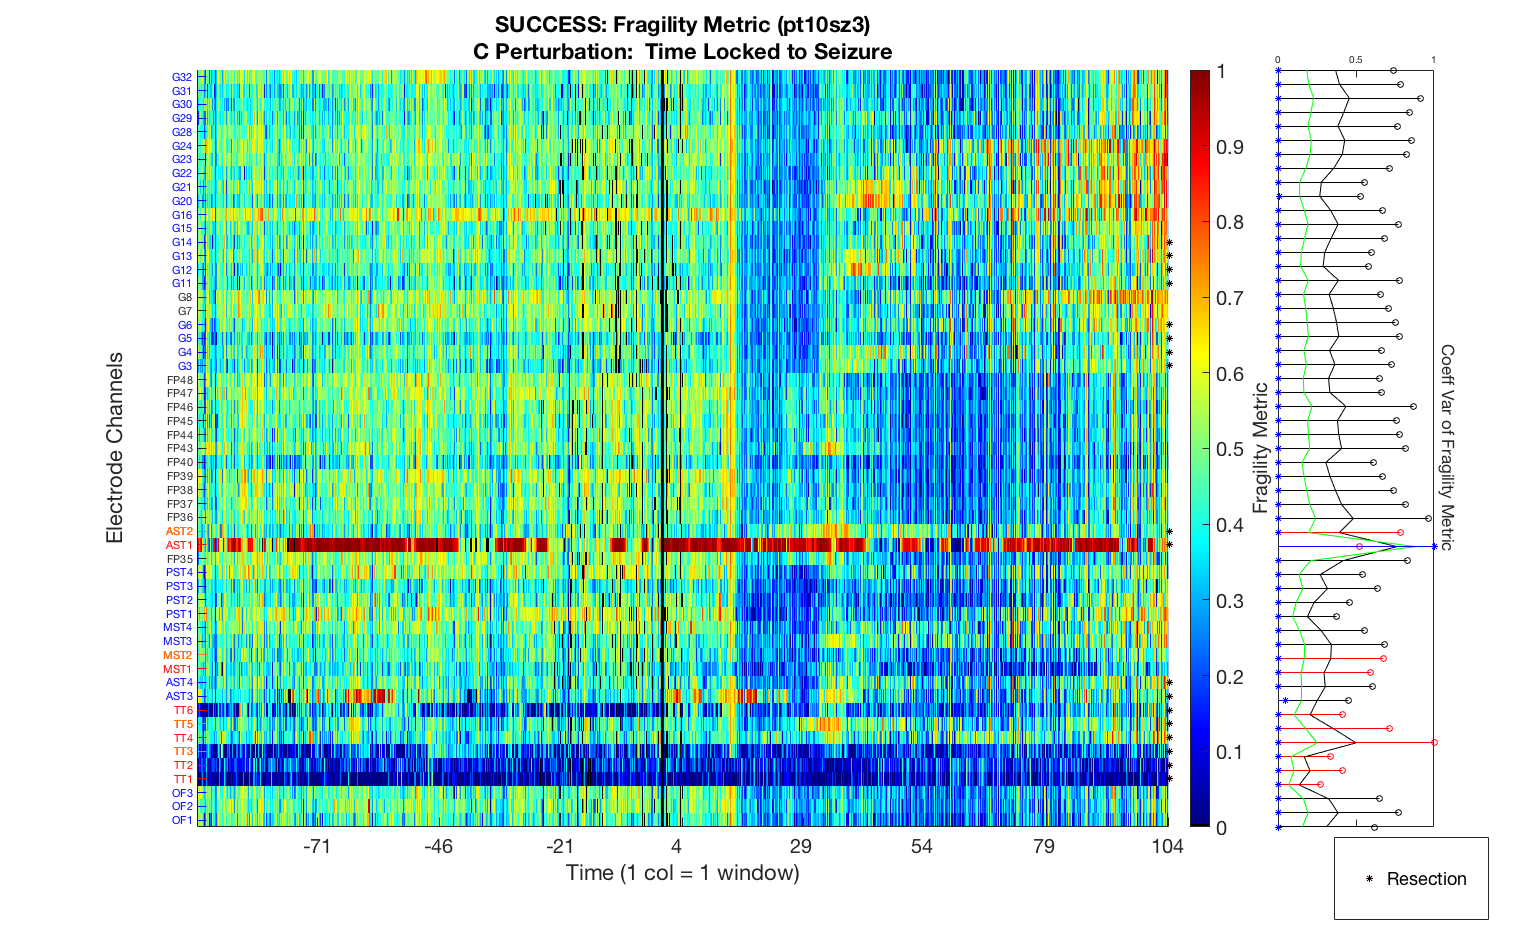 SUCCESS: Fragility Metric (pt10sz3)
C Perturbation:  Time Locked to Seizure
Electrode Channels
G32
G31
G30
G29
G28
G24
G23
G22
G21
G20
G16
G15
G14
G13
G12
G11
G8
G7
G6
G5
G4
G3
FP48
FP47
FP46
FP45
FP44
FP43
FP40
FP39
FP38
FP37
FP36
AST2
AST1
FP35
PST4
PST3
PST2
PST1
MST4
MST3
MST2
MST1
AST4
AST3
TT6
TT5
TT4
TT3
TT2
TT1
OF3
OF2
OF1
-71 -46 -21 4 29 54 79 104
Time (1 col = 1 window)
1
0.9
0.8
0.7
0.6
0.5
0.4
0.3
0.2
0.1
0
Fragility Metric
0 0.5 1
Coeff Var of Fragility Metric
* Resection